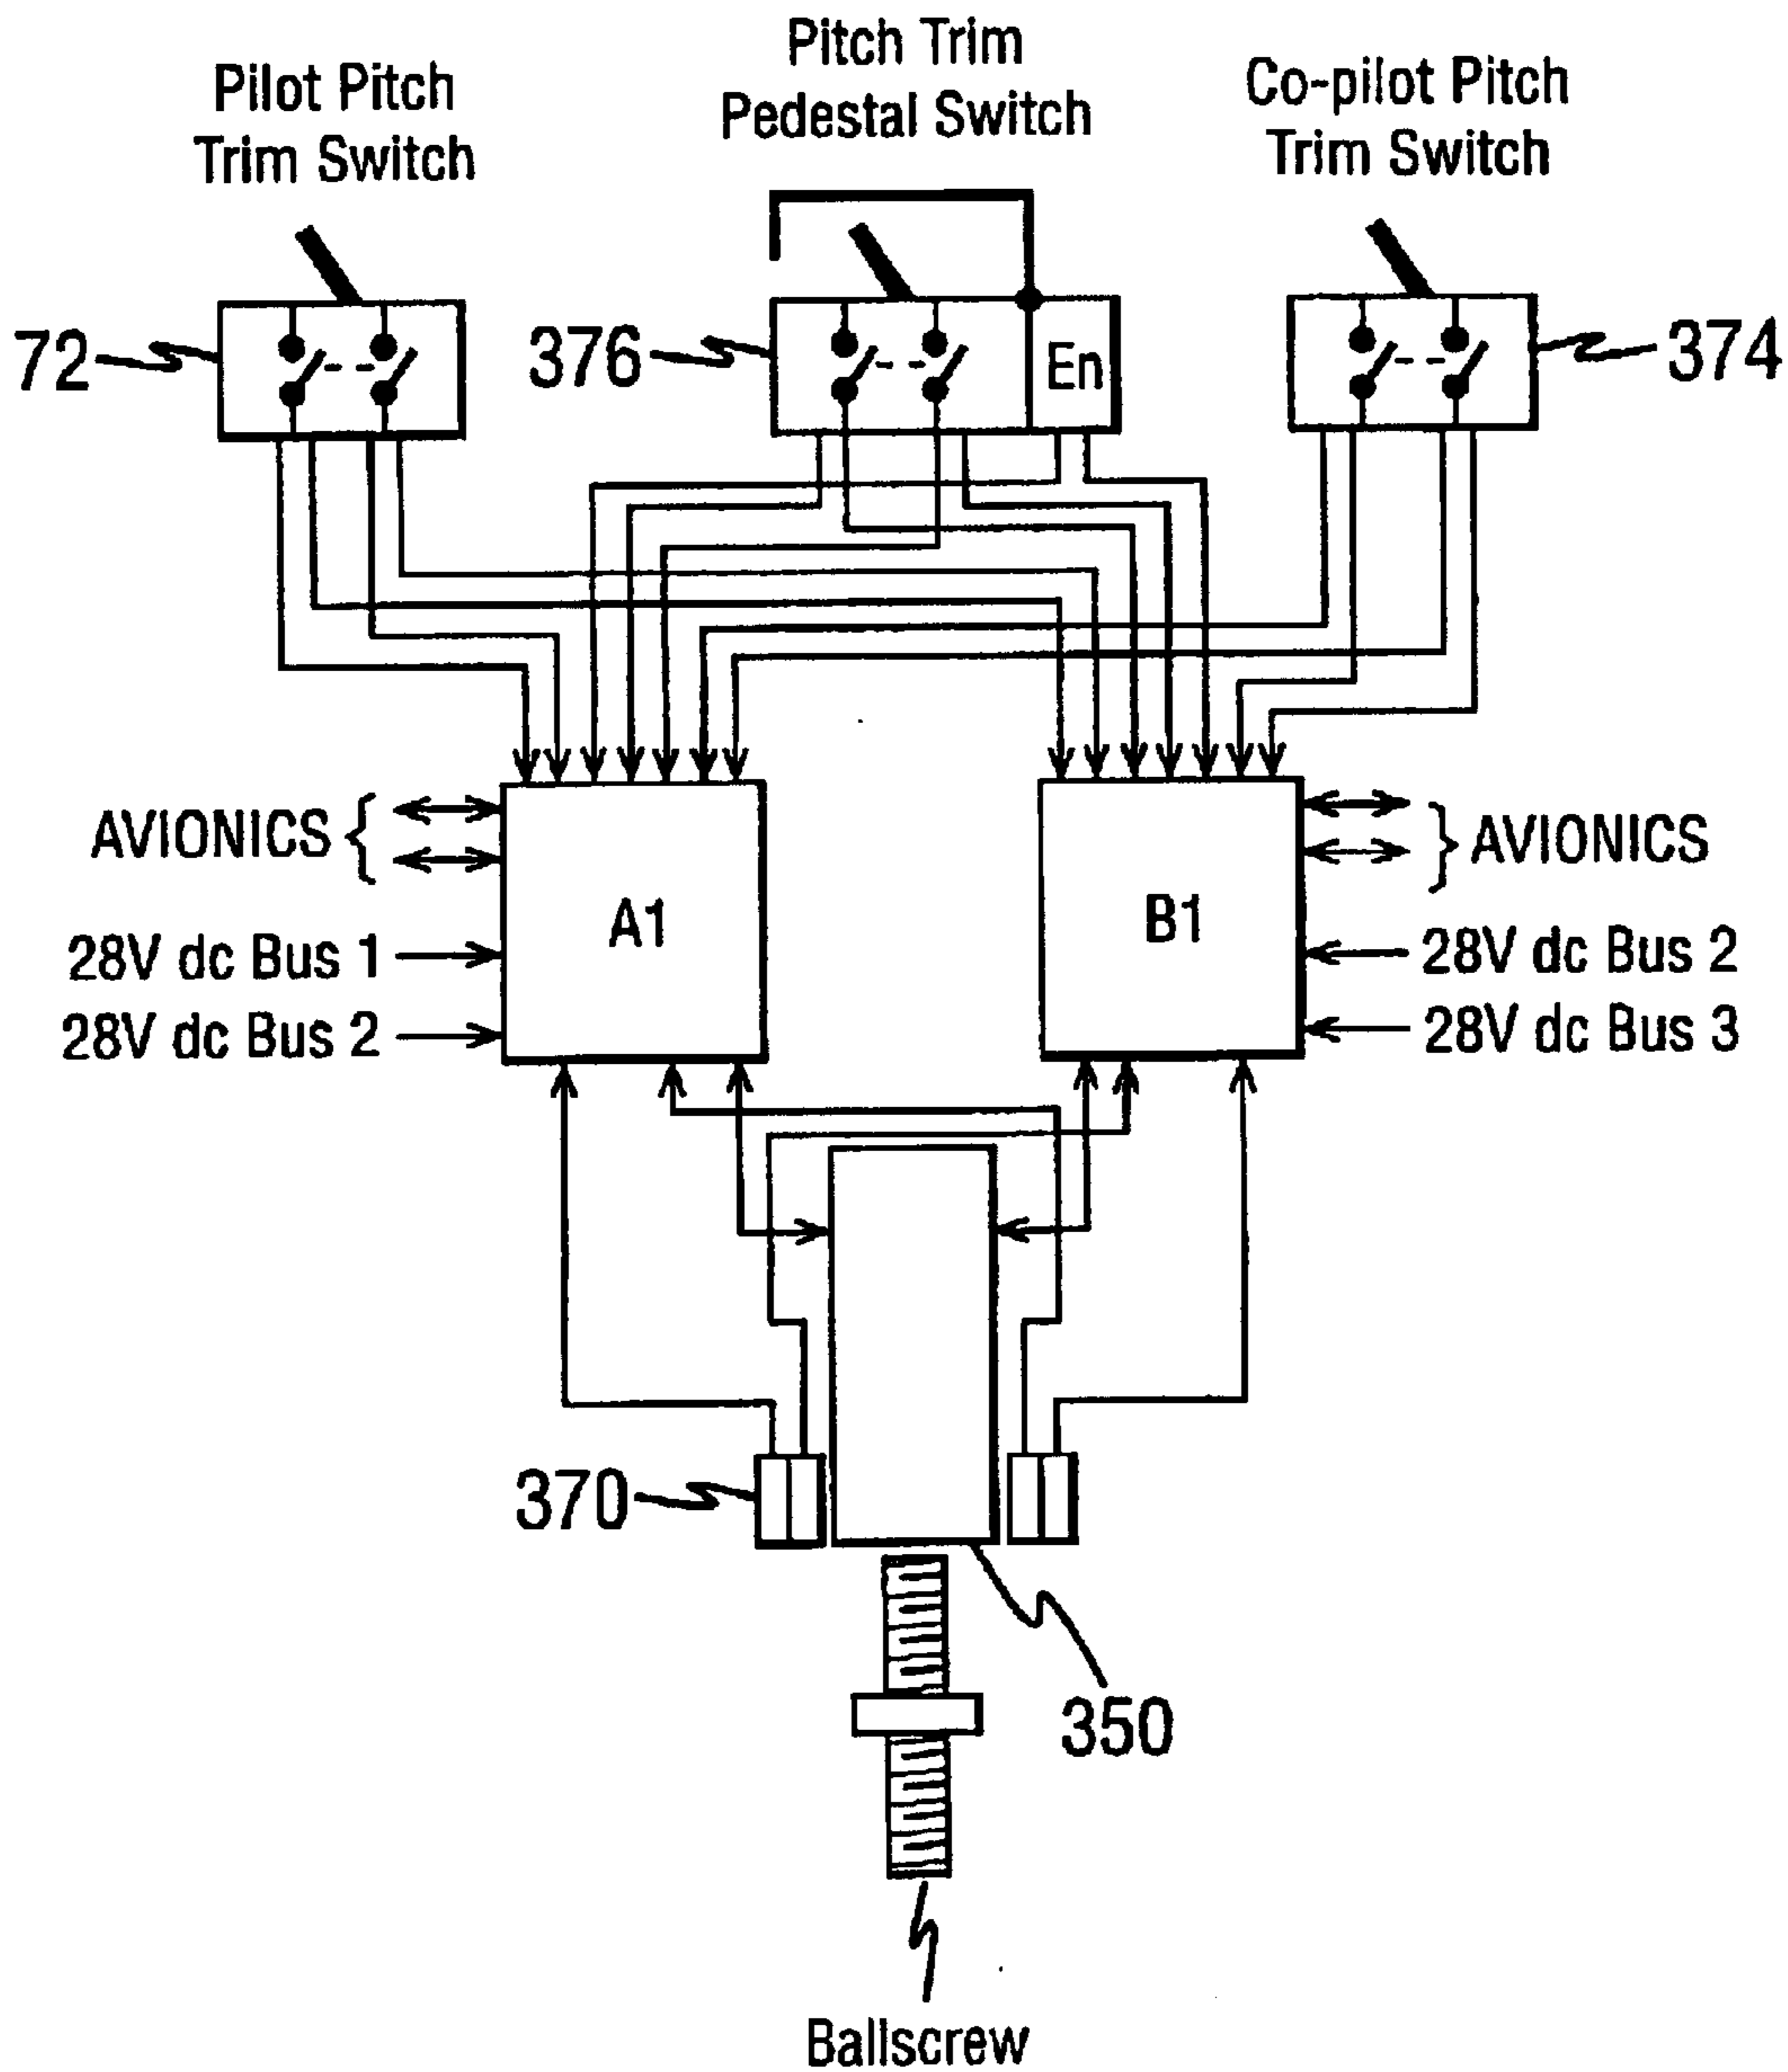 Pitch Trim
Pedestal Switch
Pilot Pitch
Trim Switch
Co-pilot Pitch
Trim Switch
72
376
En
374
AVIONICS
AVIONICS
A1
B1
28V dc Bus 1
28V dc Bus 2
28V dc Bus 2
28V dc Bus 3
370
350
Ballscrew